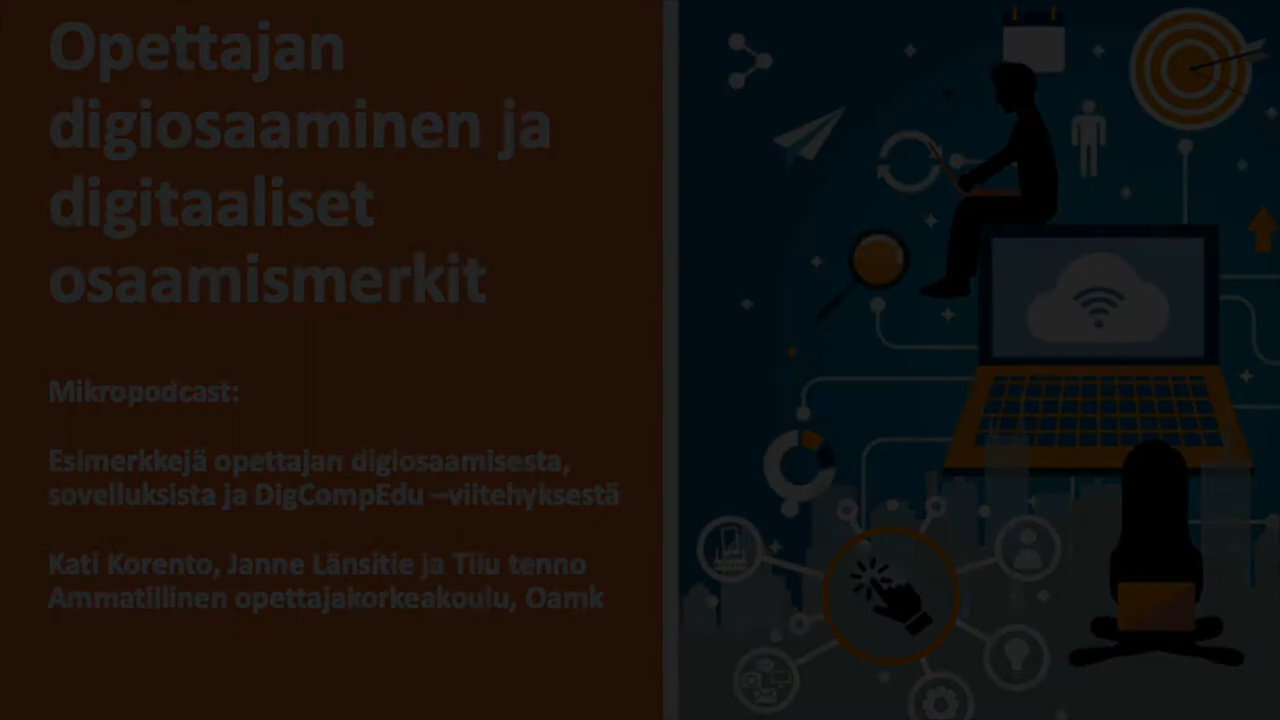 Opettajan
digiosaaminen ja
digitaaliset
osaamismerkit
Mikropodcast:
Esimerkkejä opettajan digiosaamisesta,
sovelluksista ja DigCompEdu –viitehyksestä
Kati Korento, Janne Länsitie ja Tiiu tenno
Ammatillinen opettajakorkeakoulu, Oamk